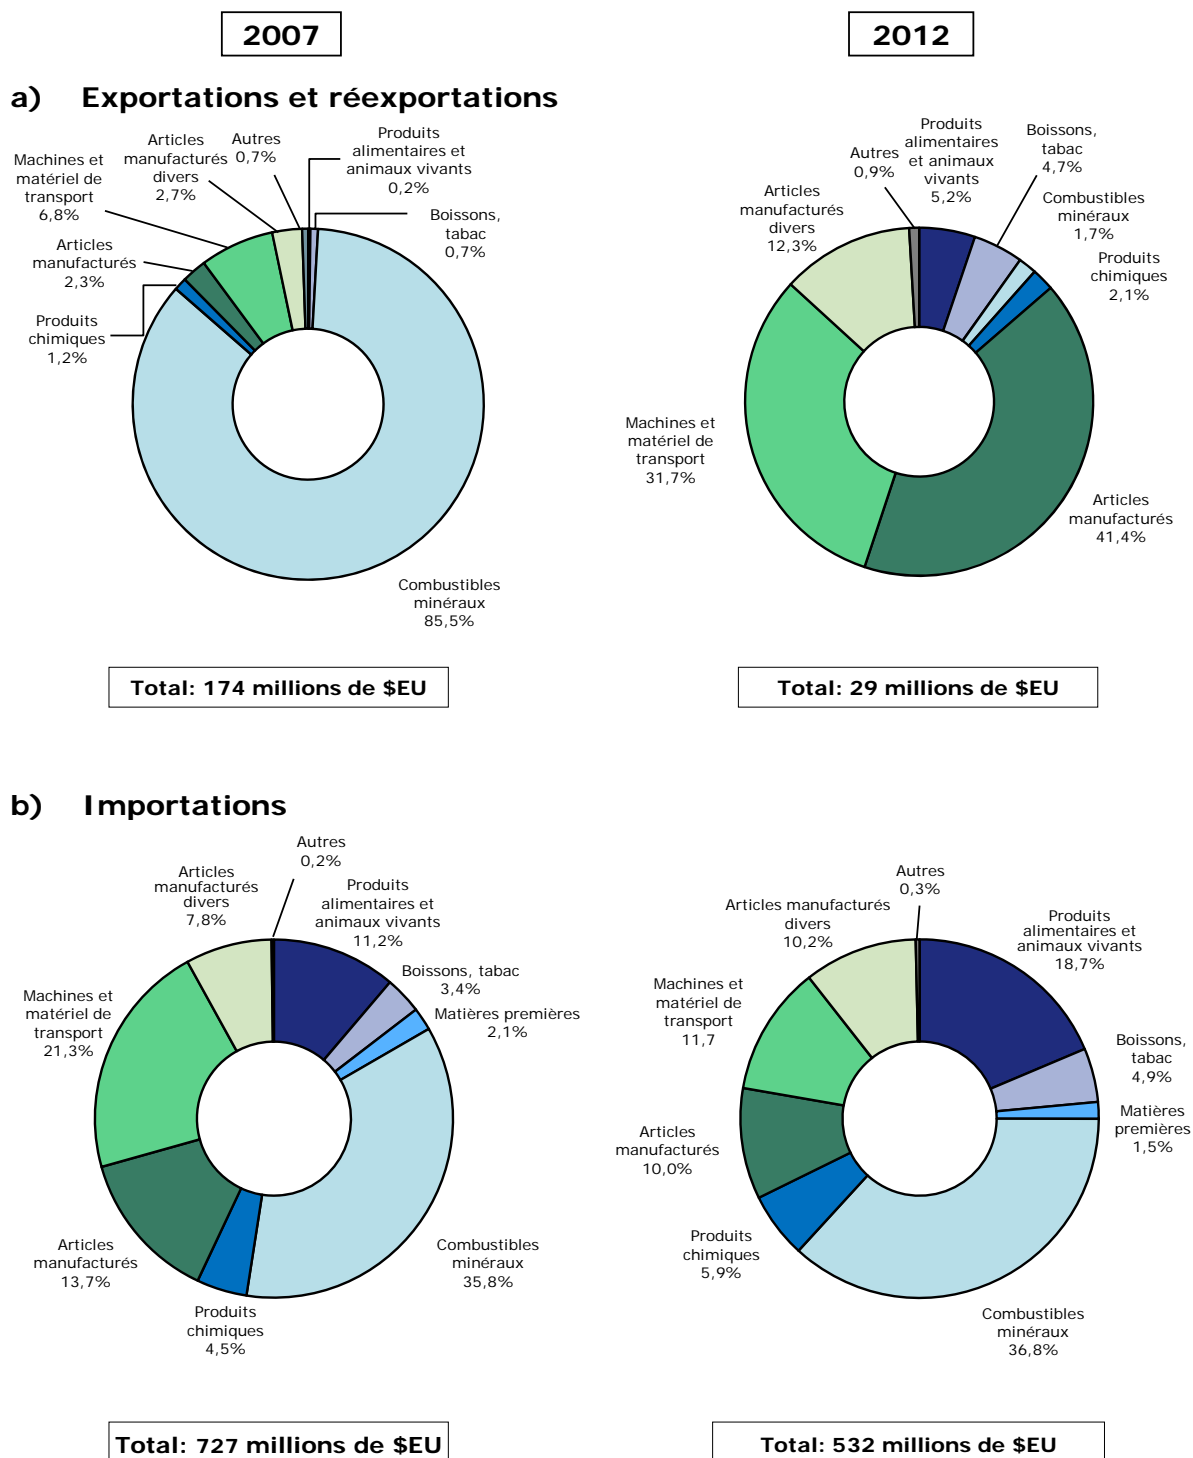 2007
2012
a) Exportations et réexportations
Autres
0,7%
Produits
alimentaires et
animaux vivants
0,2%
Boissons,
tabac
0,7%
Articles
manufacturés
divers
2,7%
Machines et
matériel de
transport
6,8%
Articles
manufacturés
2,3%
Produits
chimiques
1,2%
Combustibles
minéraux
85,5%
Total: 174 millions de $EU
Autres
0,9%
Produits
alimentaires
et animaux
vivants
5,2%
Boissons,
tabac
4,7%
Combustibles
minéraux
1,7%
Produits
chimiques
2,1%
Articles
manufacturés
divers
12,3%
Machines et
matériel de
transport
31,7%
Articles
manufacturés
41,4%
Total: 29 millions de $EU
b) Importations
Autres
0,2%
Articles
manufacturés
divers
7,8%
Produits
alimentaires et
animaux vivants
11,2%
Boissons, tabac
3,4%
Matières premières
2,1%
Machines et
matériel de
transport
21,3%
Articles
manufacturés
13,7%
Produits
chimiques
4,5%
Combustibles
minéraux
35,8%
Total: 727 millions de $EU
Autres
0,3%
Articles manufacturés
divers
10,2%
Produits
alimentaires et
animaux vivants
18,7%
Machines et
matériel de
transport
11,7
Boissons,
tabac
4,9%
Matières
premières
1,5%
Articles
manufacturés
10,0%
Produits
chimiques
5,9%
Combustibles
minéraux
36,8%
Total: 532 millions de $EU